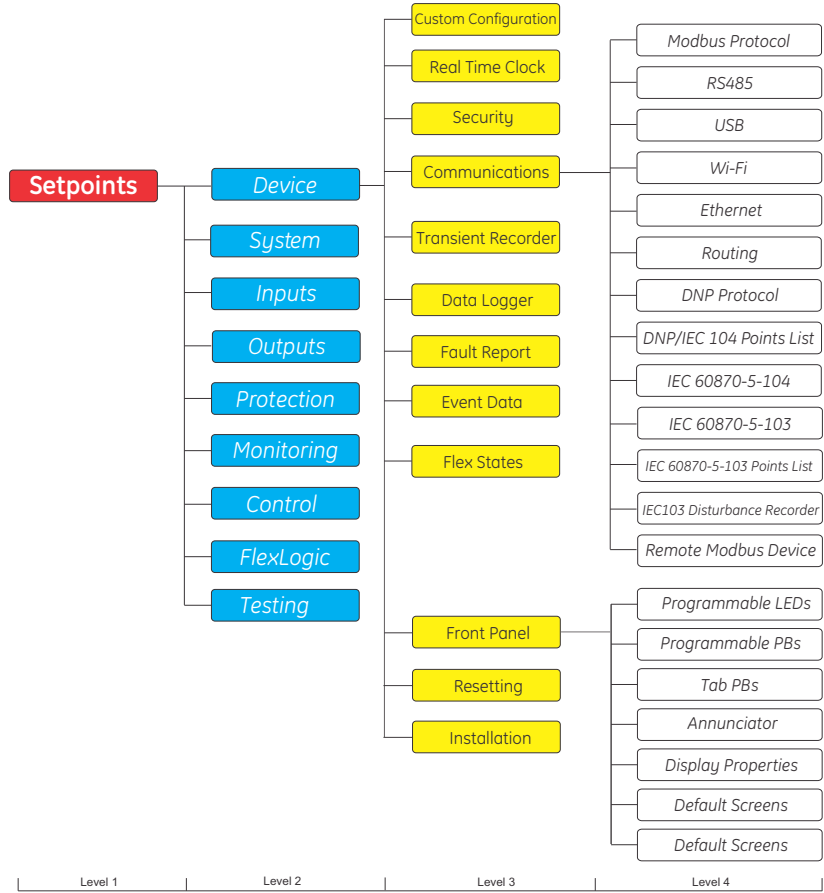 Setpoints
Device
System
Inputs
Outputs
Protection
Monitoring
Control
FlexLogic
Testing
Custom Configuration
Real Time Clock
Security
Communications
Transient Recorder
Data Logger
Fault Report
Event Data
Flex States
Front Panel
Resetting
Installation
Modbus Protocol
RS485
USB
Wi-Fi
Ethernet
Routing
DNP Protocol
DNP/IEC 104 Points List
IEC 60870-5-104
IEC 60870-5-103
IEC 60870-5-103 Points List
IEC103 Disturbance Recorder
Remote Modbus Device
Programmable LEDs
Programmable PBs
Tab PBs
Annunciator
Display Properties
Default Screens
Default Screens
Level 1
Level 2
Level 3
Level 4